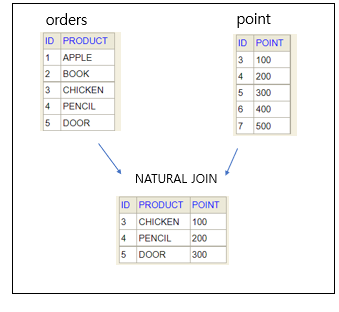 orders
ID PRODUCT
1 APPLE
2 BOOK
3 CHICKEN
4 PENCIL
5 DOOR
point
ID POINT
3 100
4 200
5 300
6 400
7 500
NATURAL JOIN
ID PRODUCT POINT
3 CHICKEN 100
4 PENCIL 200
5 DOOR 300